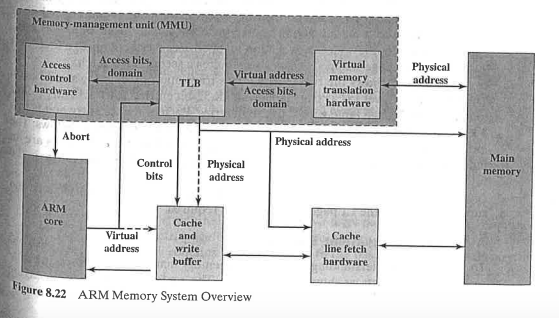 Memory-management unit (MMU)
Access
control
hardware
Access bits,
domain
TLB
Virtual address
Access bits,
domain
Virtual
memory
translation
hardware
Physical
address
Abort
Control
bits
Physical
address
Physical address
Main
memory
ARM
core
Virtual
address
Cache
and
write
buffer
Cache
line fetch
hardware
Figure 8.22 ARM Memory System Overview